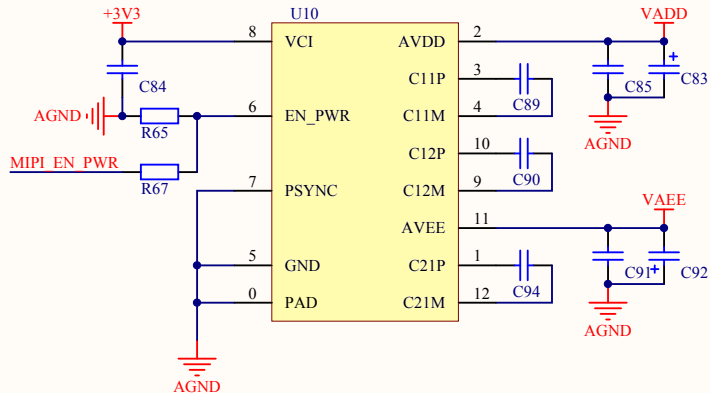 +3V3
U10
VADD
8
VCI
AVDD
2
C84
C11P
3
C89
C85
+
C83
AGND
R65
6
EN_PWR
C11M
4
AGND
MIPI_EN_PWR
R67
C12P
10
C90
7
PSYNC
C12M
9
VAEE
AVEE
11
5
GND
C21P
1
C94
C91
+
C92
0
PAD
C21M
12
AGND
AGND